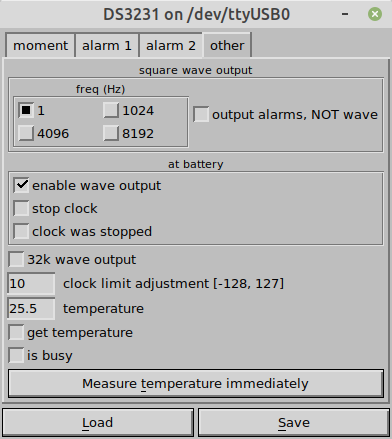 DS3231 on /dev/ttyUSB0
moment alarm 1 alarm 2 other
square wave output
freq (Hz)
1 1024
output alarms, NOT wave
4096 8192
at battery
enable wave output
stop clock
clock was stopped
32k wave output
10 clock limit adjustment [-128, 127]
25.5 temperature
get temperature
is busy
Measure temperature immediately
Load Save